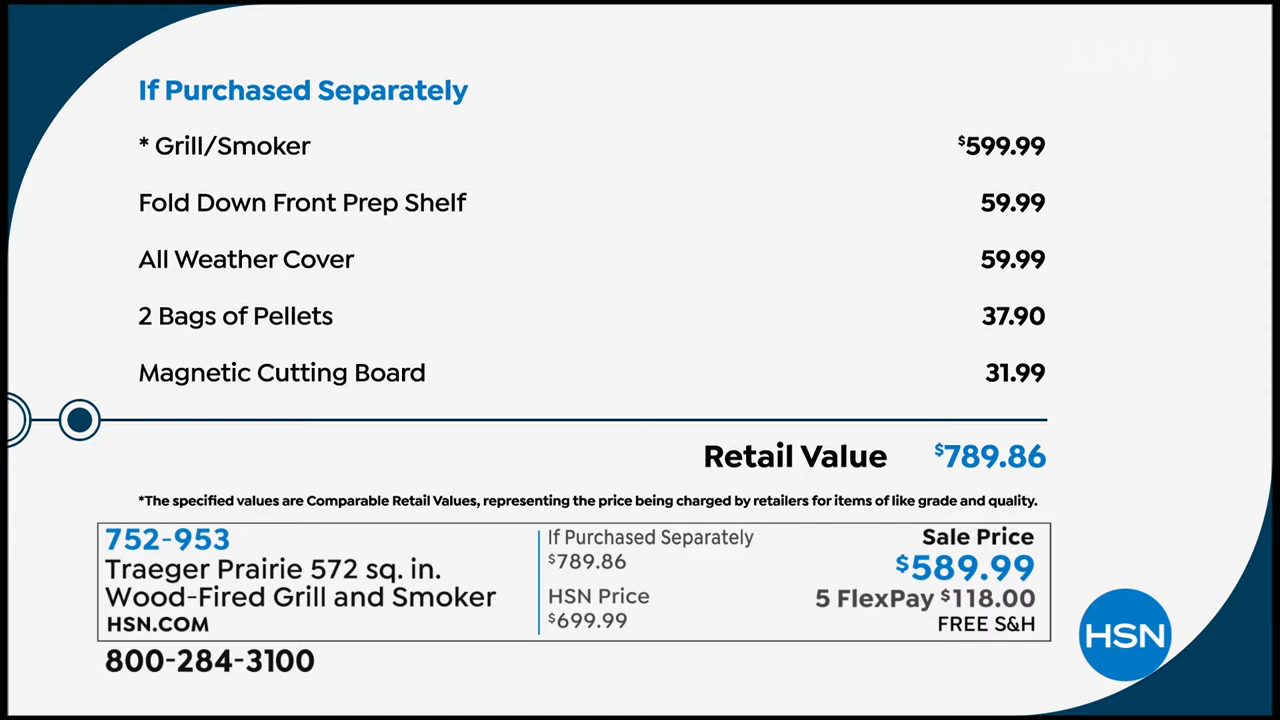 If Purchased Separately
* Grill/Smoker $599.99
Fold Down Front Prep Shelf 59.99
All Weather Cover 59.99
2 Bags of Pellets 37.90
Magnetic Cutting Board 31.99
Retail Value $789.86
*The specified values are Comparable Retail Values, representing the price being charged by retailers for items of like grade and quality.
752-953
Traeger Prairie 572 sq. in.
Wood-Fired Grill and Smoker
HSN.COM
If Purchased Separately
$789.86
HSN Price
$699.99
Sale Price
$589.99
5 FlexPay $118.00
FREE S&H
800-284-3100
HSN